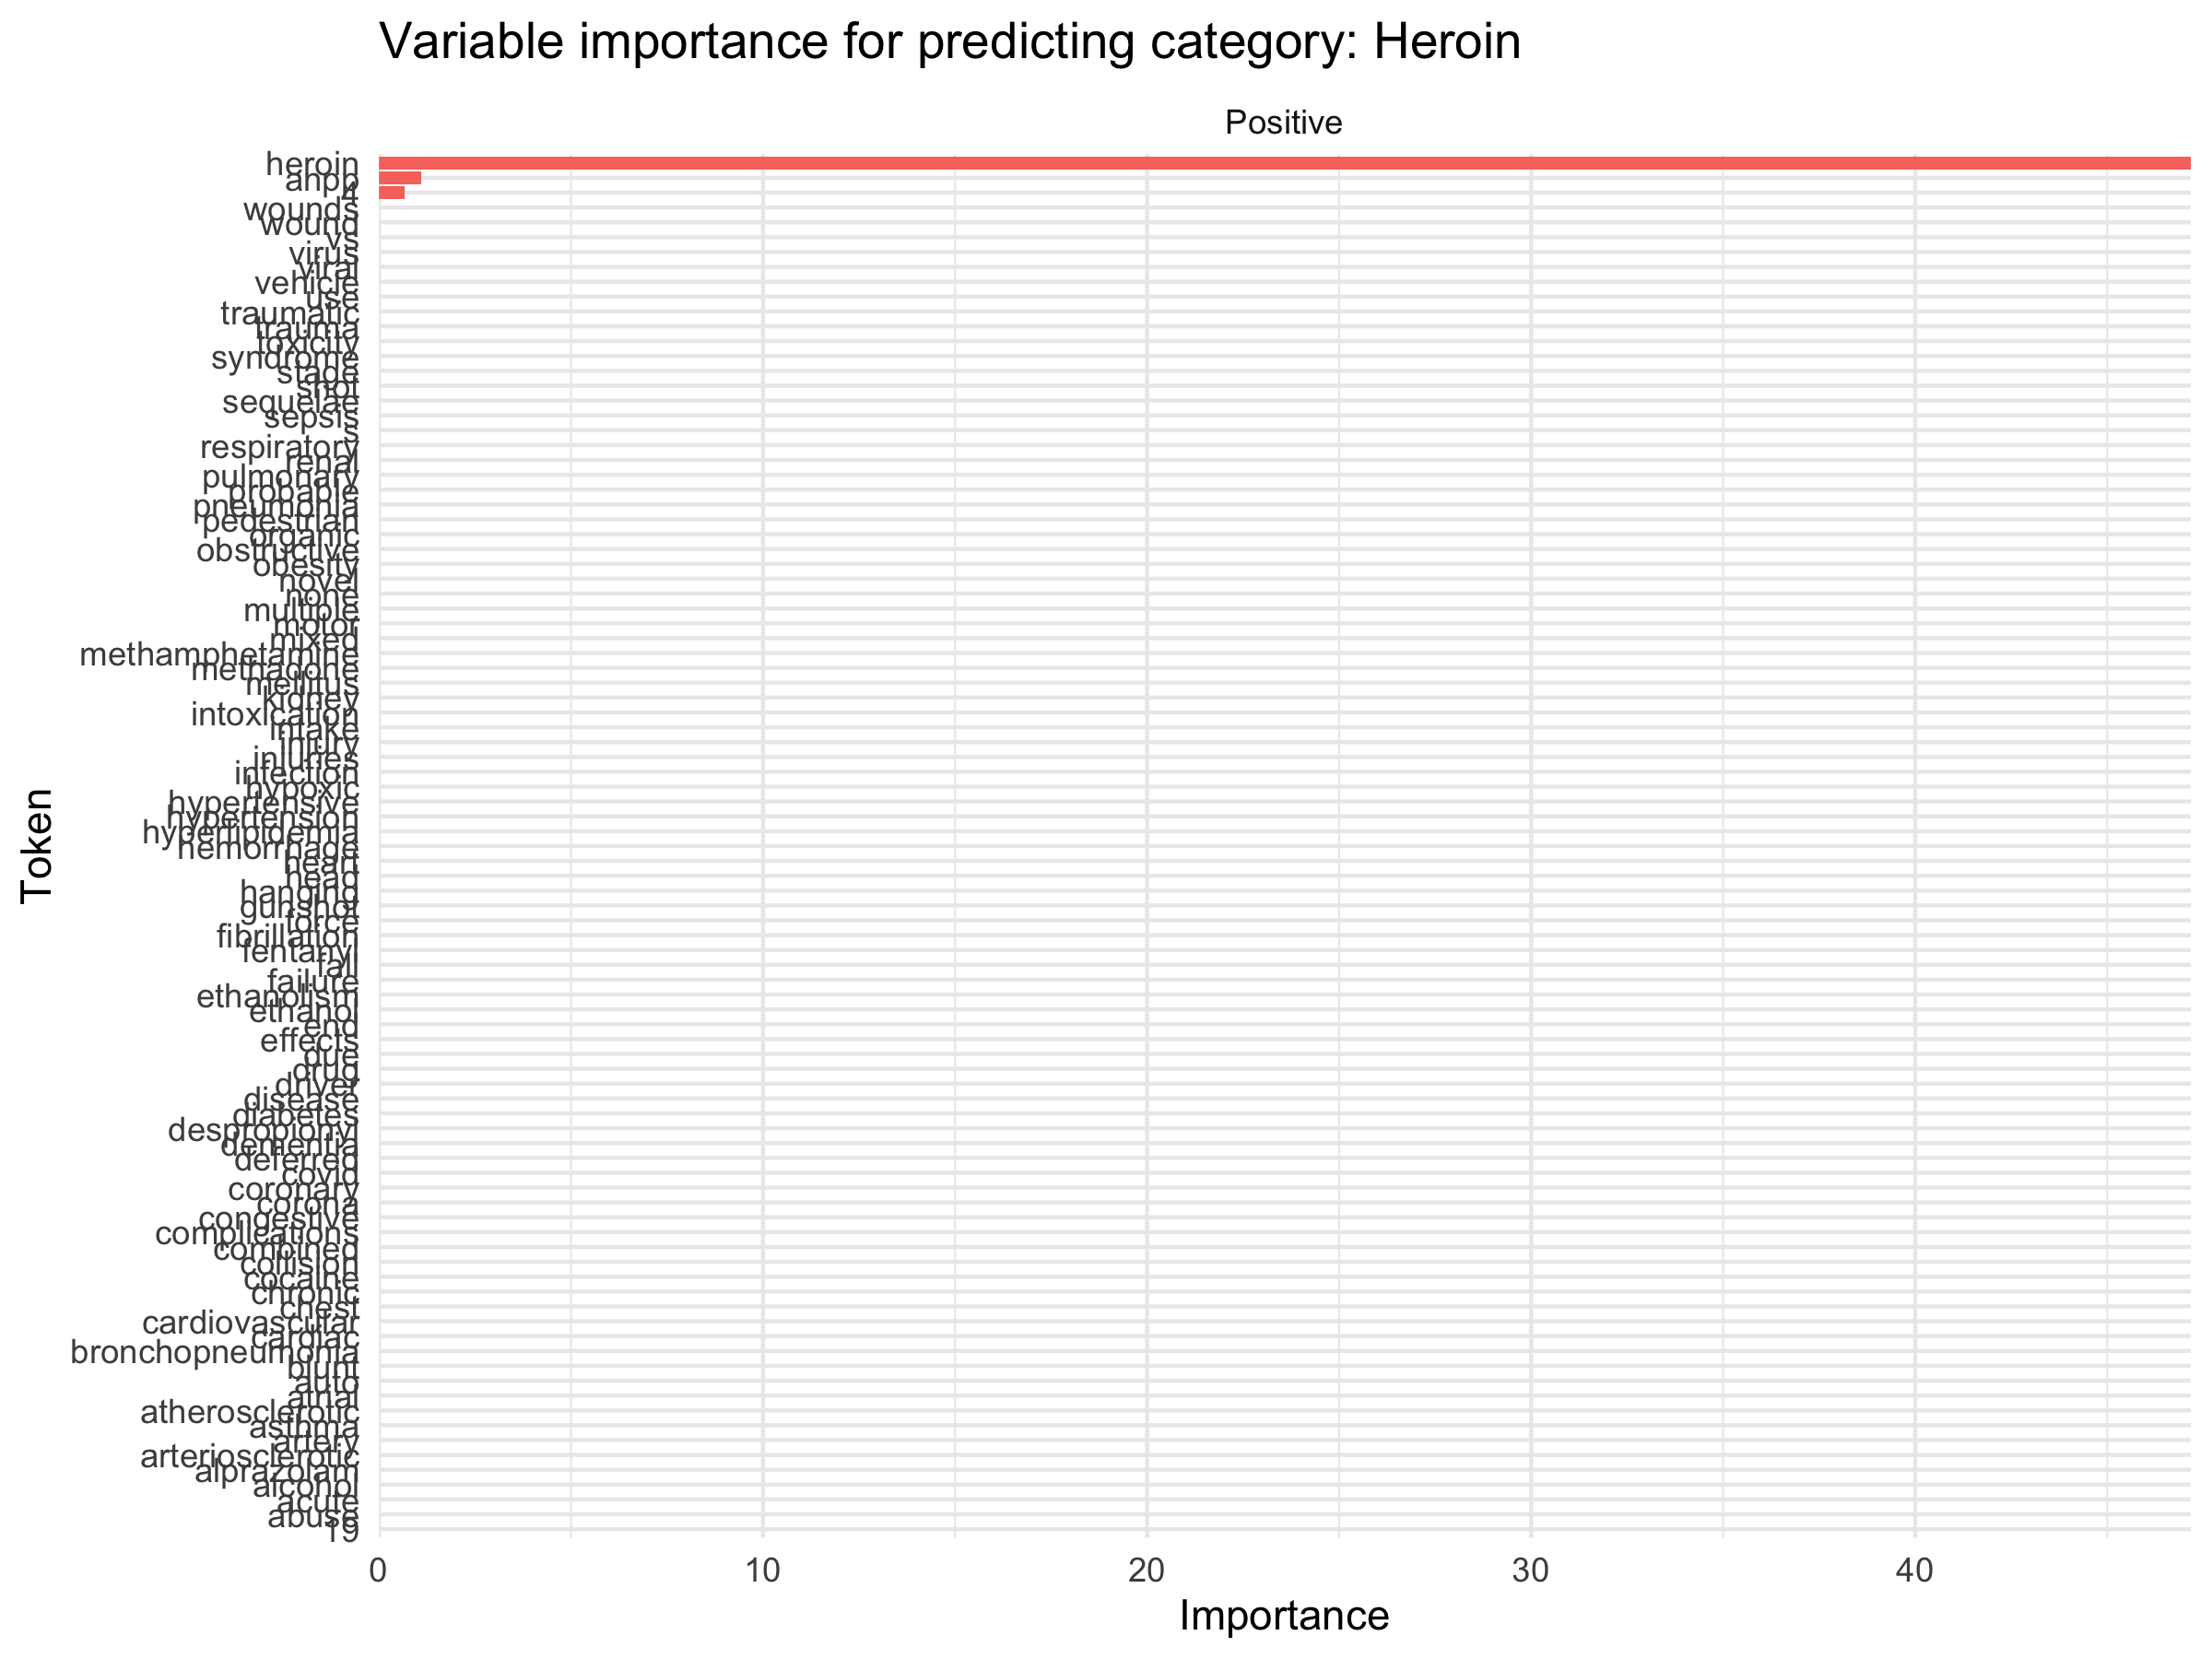 Variable importance for predicting category: Heroin
Positive
heroin
anpp
4
wounds
wound
vs
virus
viral
vehicle
use
traumatic
trauma
toxicity
syndrome
stage
shot
sequelae
sepsis
s
respiratory
renal
pulmonary
probable
pneumonia
pedestrian
organic
obstructive
obesity
novel
none
multiple
motor
mixed
methamphetamine
methadone
mellitus
kidney
intoxication
intake
injury
injuries
infection
hypoxic
hypertensive
hypertension
hyperlipidemia
hemorrhage
heart
head
hanging
gunshot
force
fibrillation
fentanyl
fall
failure
ethanolism
ethanol
end
effects
due
drug
driver
disease
diabetes
despropionyl
dementia
deferred
covid
coronary
corona
congestive
complications
combined
collision
cocaine
chronic
chest
cardiovascular
cardiac
bronchopneumonia
blunt
auto
atrial
atherosclerotic
asthma
artery
arteriosclerotic
alprazolam
alcohol
acute
abuse
19
Token
0 10 20 30 40
Importance